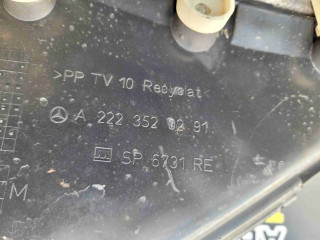 >PP TV 10 Recyclat<
A 222 352 02 91
SP 6731 RE
M